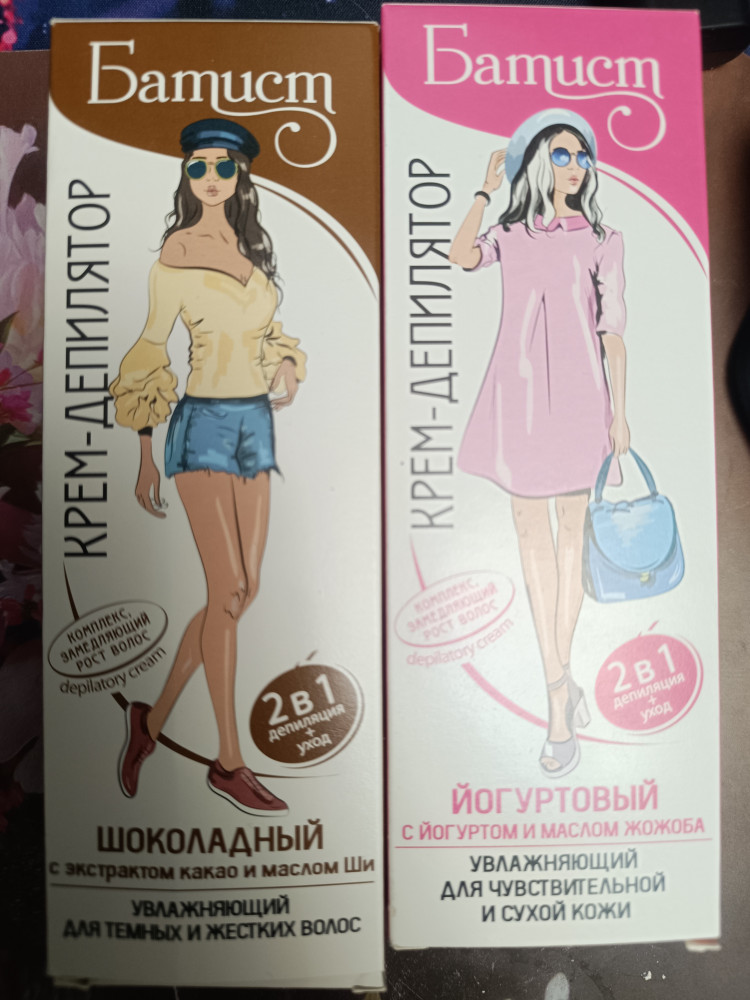 Батист
КРЕМ-ДЕПИЛЯТОР
КОМПЛЕКС,
ЗАМЕДЛЯЮЩИЙ
РОСТ ВОЛОС
depilatory cream
2 в 1
депиляция
+
уход
ШОКОЛАДНЫЙ
с экстрактом какао и маслом Ши
УВЛАЖНЯЮЩИЙ
ДЛЯ ТЕМНЫХ И ЖЕСТКИХ ВОЛОС
Батист
КРЕМ-ДЕПИЛЯТОР
КОМПЛЕКС,
ЗАМЕДЛЯЮЩИЙ
РОСТ ВОЛОС
depilatory cream
2 в 1
депиляция
+
уход
ЙОГУРТОВЫЙ
С ЙОГУРТОМ И МАСЛОМ ЖОЖОБА
УВЛАЖНЯЮЩИЙ
ДЛЯ ЧУВСТВИТЕЛЬНОЙ
И СУХОЙ КОЖИ